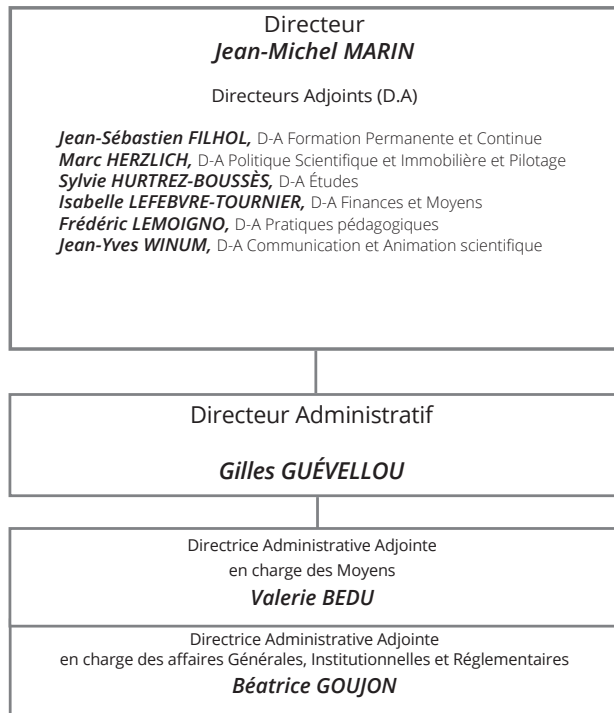 Directeur
Jean-Michel MARIN
Directeurs Adjoints (D.A)
Jean-Sébastien FILHOL, D-A Formation Permanente et Continue
Marc HERZLICH, D-A Politique Scientifique et Immobilière et Pilotage
Sylvie HURTREZ-BOUSSÈS, D-A Études
Isabelle LEFEBVRE-TOURNIER, D-A Finances et Moyens
Frédéric LEMOIGNO, D-A Pratiques pédagogiques
Jean-Yves WINUM, D-A Communication et Animation scientifique
Directeur Administratif
Gilles GUÉVELLOU
Directrice Administrative Adjointe
en charge des Moyens
Valerie BEDU
Directrice Administrative Adjointe
en charge des affaires Générales, Institutionnelles et Réglementaires
Béatrice GOUJON